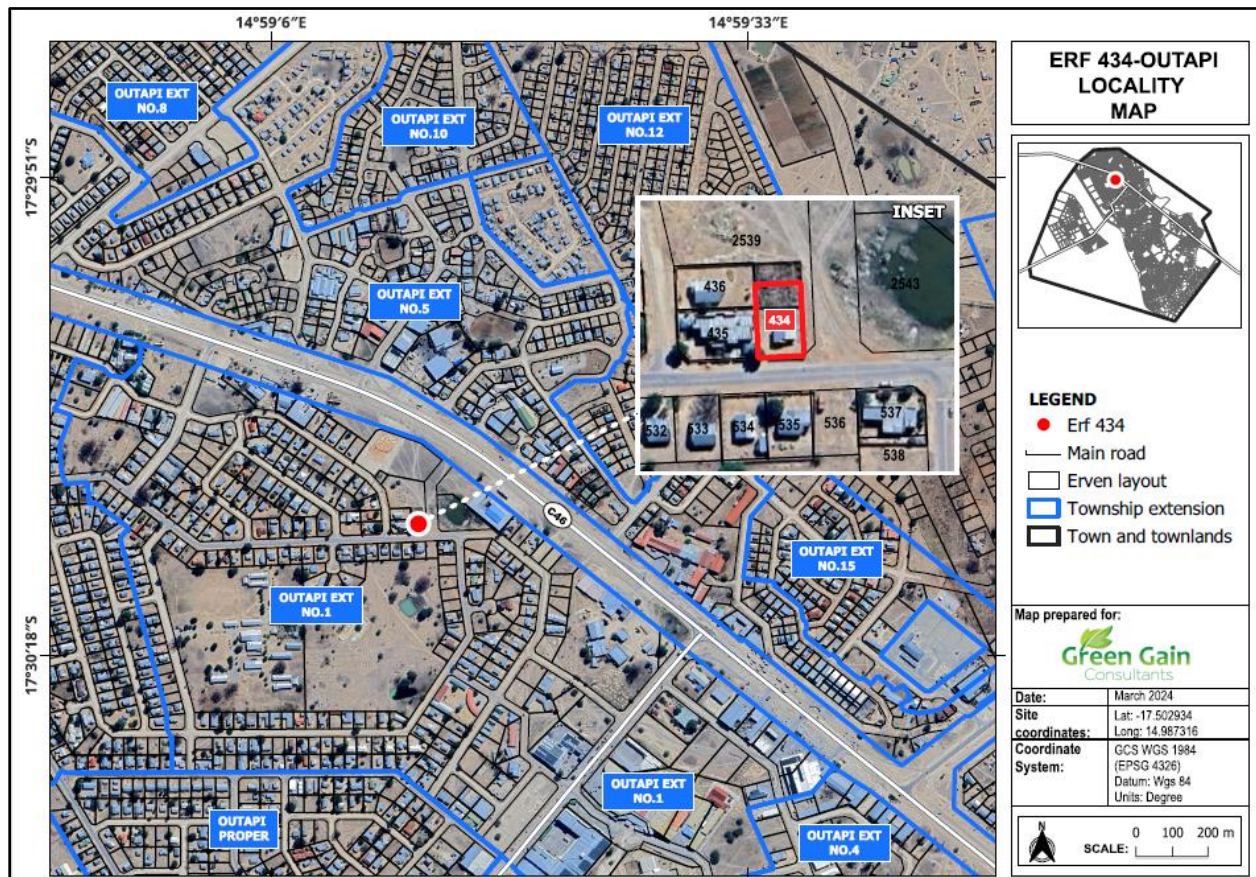 14°59′6″E
14°59′33″E
17°29′51″S
17°30′18″S
OUTAPI EXT
NO.8
OUTAPI EXT
NO.10
OUTAPI EXT
NO.12
OUTAPI EXT
NO.5
INSET
2539
436
2543
434
435
532
533
534
535
536
537
538
C46
OUTAPI EXT
NO.15
OUTAPI EXT
NO.1
OUTAPI EXT
NO.1
OUTAPI
PROPER
OUTAPI EXT
NO.4
ERF 434-OUTAPI
LOCALITY
MAP
LEGEND
Erf 434
Main road
Erven layout
Township extension
Town and townlands
Map prepared for:
Green Gain
Consultants
Date: March 2024
Site coordinates: Lat: -17.502934
Long: 14.987316
Coordinate System: GCS WGS 1984
(EPSG 4326)
Datum: Wgs 84
Units: Degree
N
SCALE: 0 100 200 m